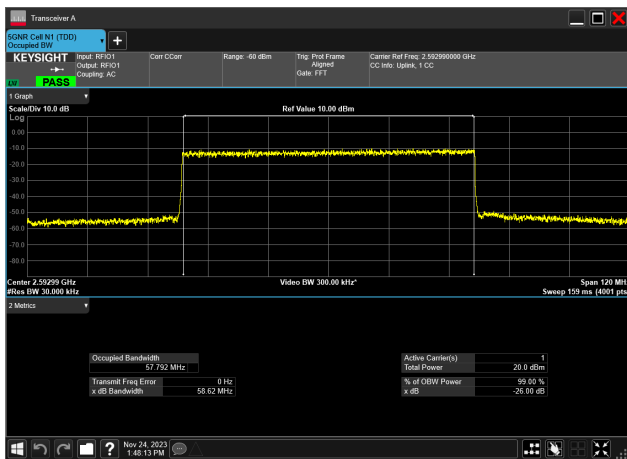 Transceiver A
5GNR Cell N1 (TDD)
Occupied BW
KEYSIGHT
LXI
PASS
Input: RFIO1
Output: RFIO1
Coupling: AC
Corr CCorr
Range: -60 dBm
Trig: Prot Frame
Aligned
Gate: FFT
Carrier Ref Freq: 2.592990000 GHz
CC Info: Uplink, 1 CC
1 Graph
Scale/Div 10.0 dB
Ref Value 10.00 dBm
Log
0.00
-10.0
-20.0
-30.0
-40.0
-50.0
-60.0
-70.0
-80.0
Center 2.59299 GHz
#Res BW 30.000 kHz
Video BW 300.00 kHz*
Span 120 MH
Sweep 159 ms (4001 pts
2 Metrics
Occupied Bandwidth
57.792 MHz
Transmit Freq Error 0 Hz
x dB Bandwidth 58.62 MHz
Active Carrier(s) 1
Total Power 20.0 dBm
% of OBW Power 99.00 %
x dB -26.00 dB
?
Nov 24, 2023
1:48:13 PM